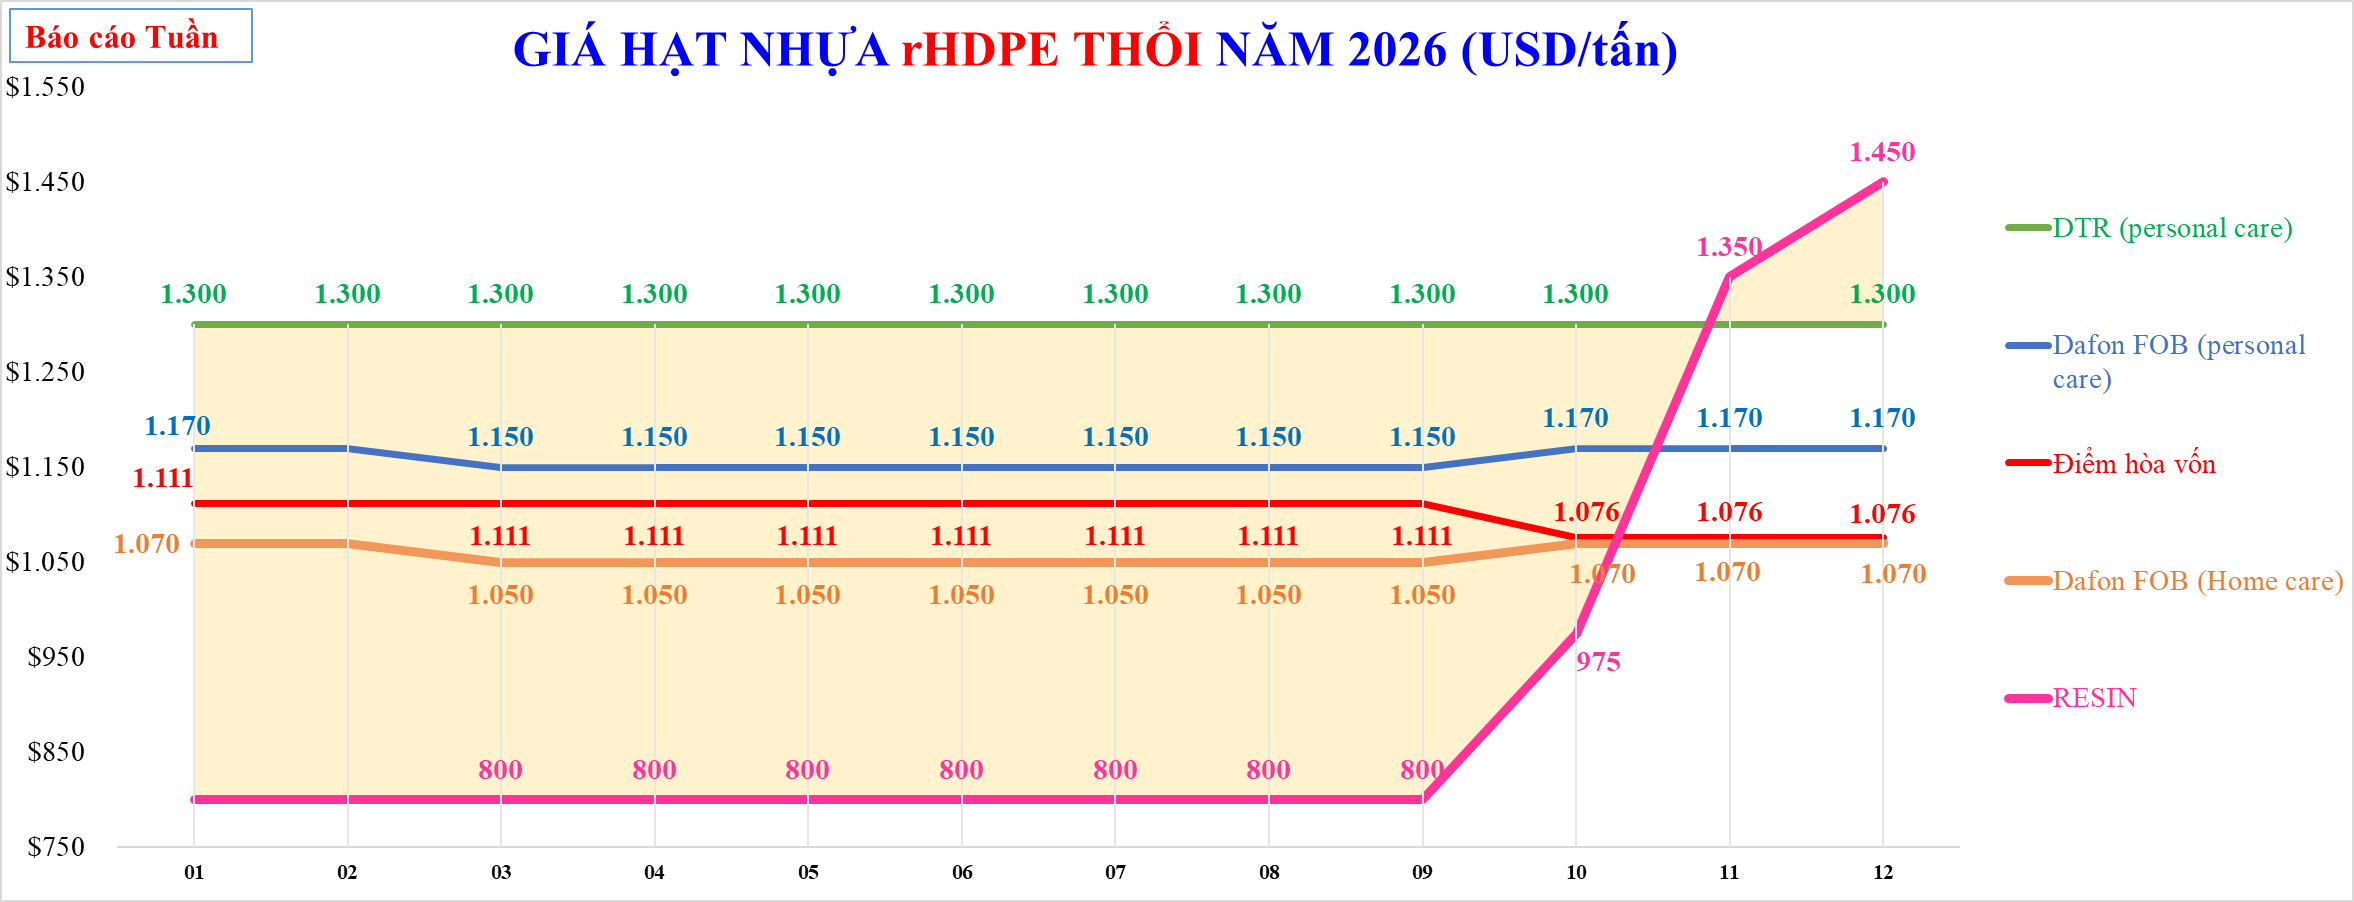 Báo cáo Tuần
GIÁ HẠT NHỰA rHDPE THỔI NĂM 2026 (USD/tấn)
$1.550
$1.450
$1.350
$1.250
$1.150
$1.050
$950
$850
$750
1.450
1.350
1.300 1.300 1.300 1.300 1.300 1.300 1.300 1.300 1.300 1.300 1.300
1.170 1.150 1.150 1.150 1.150 1.150 1.150 1.150 1.170 1.170 1.170
1.111 1.111 1.111 1.111 1.111 1.111 1.111 1.111 1.076 1.076 1.076
1.070 1.050 1.050 1.050 1.050 1.050 1.050 1.050 1.070 1.070 1.070
975
800 800 800 800 800 800 800
01 02 03 04 05 06 07 08 09 10 11 12
DTR (personal care)
Dafon FOB (personal
care)
Điểm hòa vốn
Dafon FOB (Home care)
RESIN